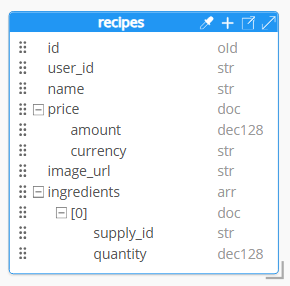 recipes
id oId
user_id str
name str
price doc
amount dec128
currency str
image_url str
ingredients arr
[0] doc
supply_id str
quantity dec128